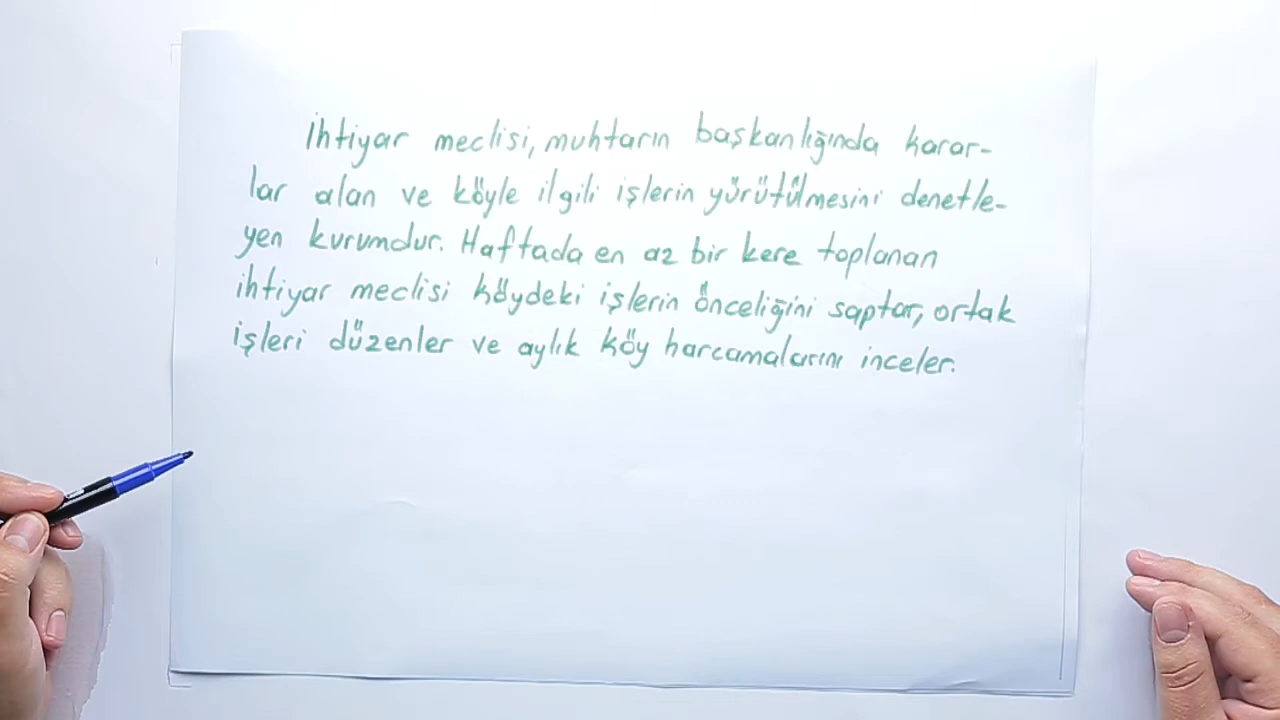 İhtiyar meclisi, muhtarın başkanlığında karar-
lar alan ve köyle ilgili işlerin yürütülmesini denetle-
yen kurumdur. Haftada en az bir kere toplanan
ihtiyar meclisi köydeki işlerin önceliğini saptar, ortak
işleri düzenler ve aylık köy harcamalarını inceler.